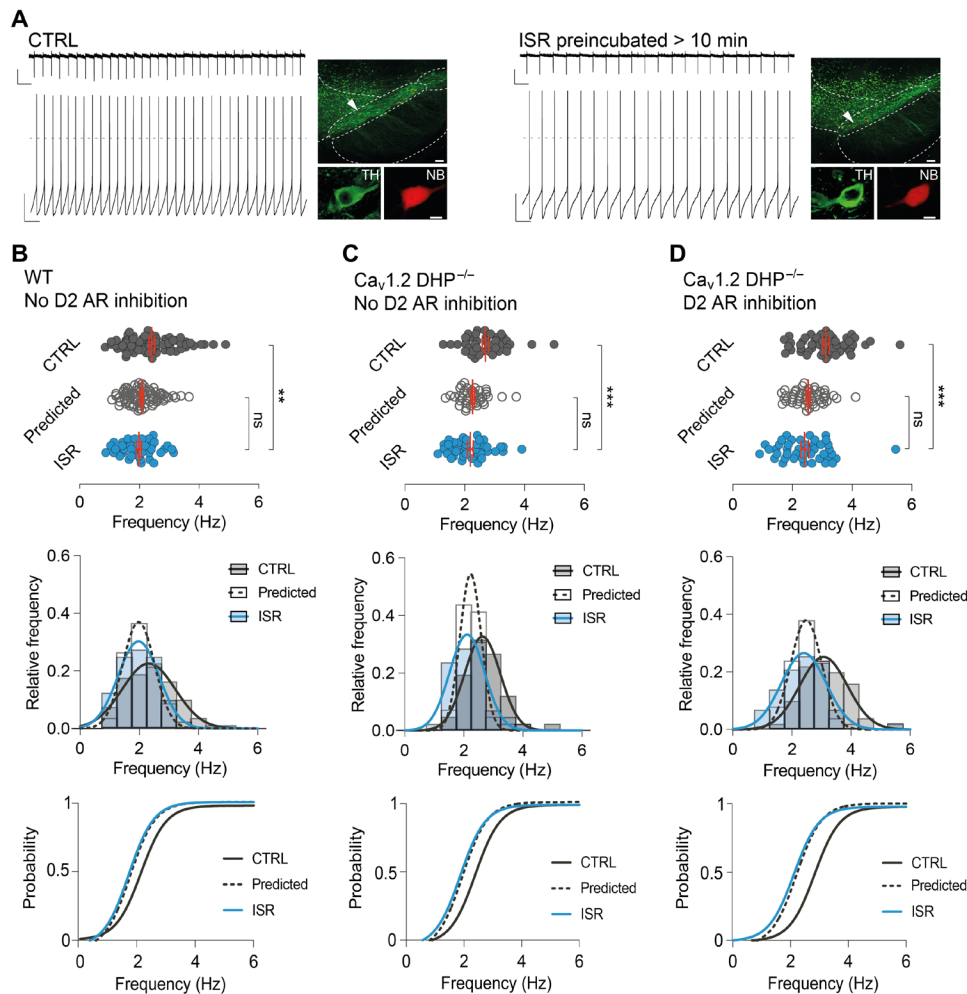 A
CTRL
ISR preincubated > 10 min
TH
NB
TH
NB
B
WT
No D2 AR inhibition
CTRL
Predicted
ISR
**
ns
0 2 4 6
Frequency (Hz)
0.6
0.4
0.2
0.0
Relative frequency
CTRL
Predicted
ISR
0 2 4 6
Frequency (Hz)
1
0.5
0
Probability
CTRL
Predicted
ISR
0 2 4 6
Frequency (Hz)
C
Cav1.2 DHP−/−
No D2 AR inhibition
CTRL
Predicted
ISR
***
ns
0 2 4 6
Frequency (Hz)
0.6
0.4
0.2
0.0
Relative frequency
CTRL
Predicted
ISR
0 2 4 6
Frequency (Hz)
1
0.5
0
Probability
CTRL
Predicted
ISR
0 2 4 6
Frequency (Hz)
D
Cav1.2 DHP−/−
D2 AR inhibition
CTRL
Predicted
ISR
***
ns
0 2 4 6
Frequency (Hz)
0.6
0.4
0.2
0.0
Relative frequency
CTRL
Predicted
ISR
0 2 4 6
Frequency (Hz)
1
0.5
0
Probability
CTRL
Predicted
ISR
0 2 4 6
Frequency (Hz)